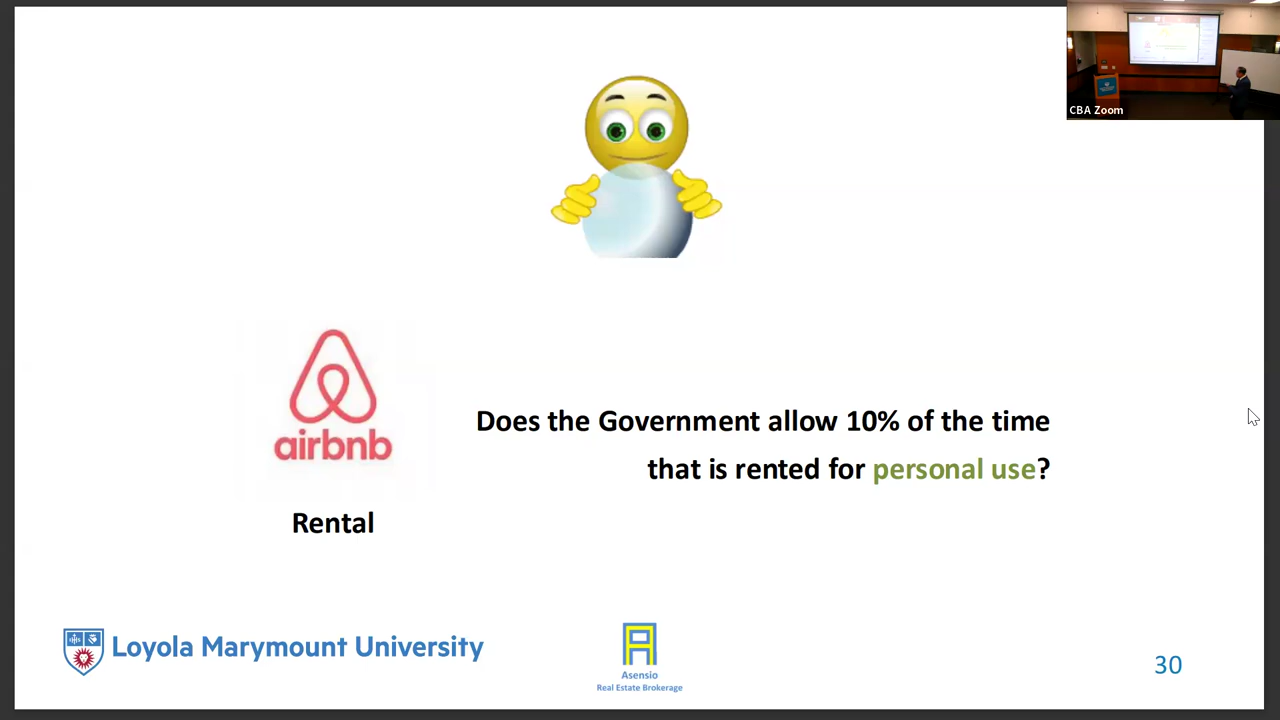 CBA Zoom
airbnb
Rental
Does the Government allow 10% of the time
that is rented for personal use?
Loyola Marymount University
Asensio
Real Estate Brokerage
30